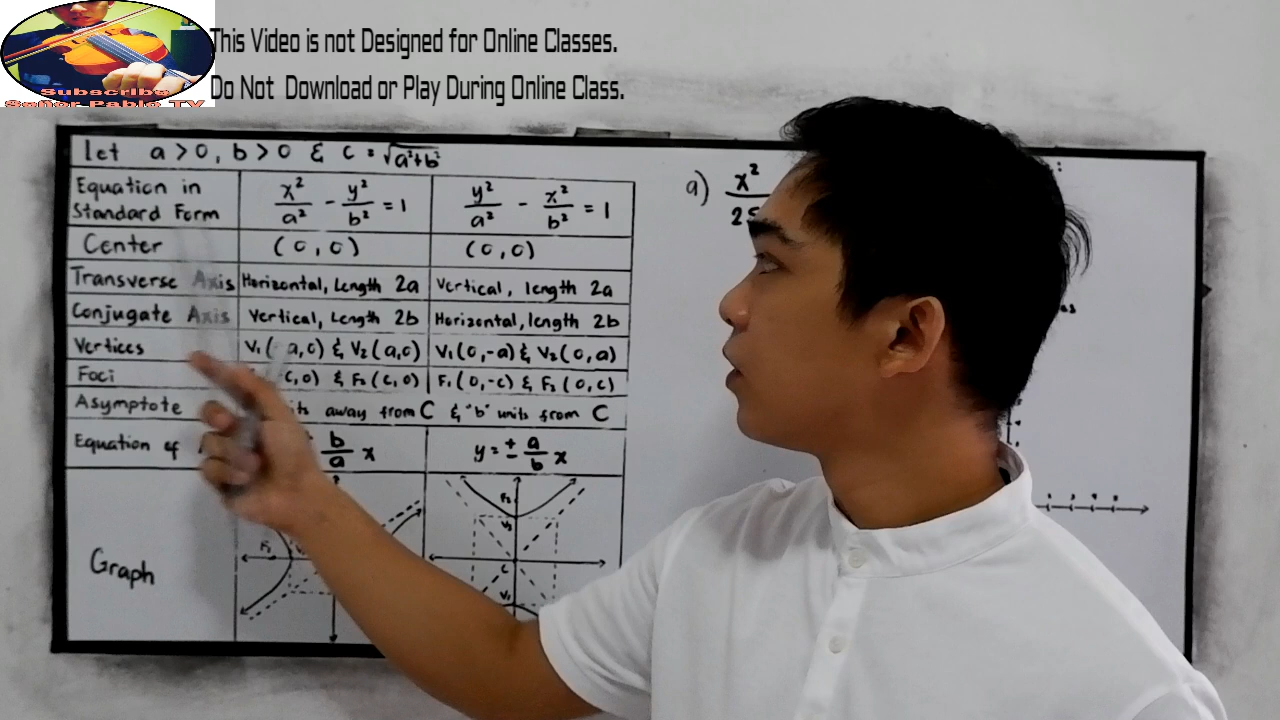 This Video is not Designed for Online Classes.
Do Not Download or Play During Online Class.
Subscribe
Señor Pablo TV
Let a > 0, b > 0 & c = √a²+b²
Equation in Standard Form x²/a² - y²/b² = 1 y²/a² - x²/b² = 1
Center (0,0) (0,0)
Transverse Axis Horizontal, Length 2a Vertical, length 2a
Conjugate Axis Vertical, Length 2b Horizontal, length 2b
Vertices V₁(-a,0) & V₂(a,0) V₁(0,-a) & V₂(0,a)
Foci c,0) & F₂(c,0) F₁(0,-c) & F₂(0,c)
Asymptote away from C & "b" units from C
Equation of b/a x y = ± a/b x
Graph
F₁
F₂
V₂
C
V₁
a) x²